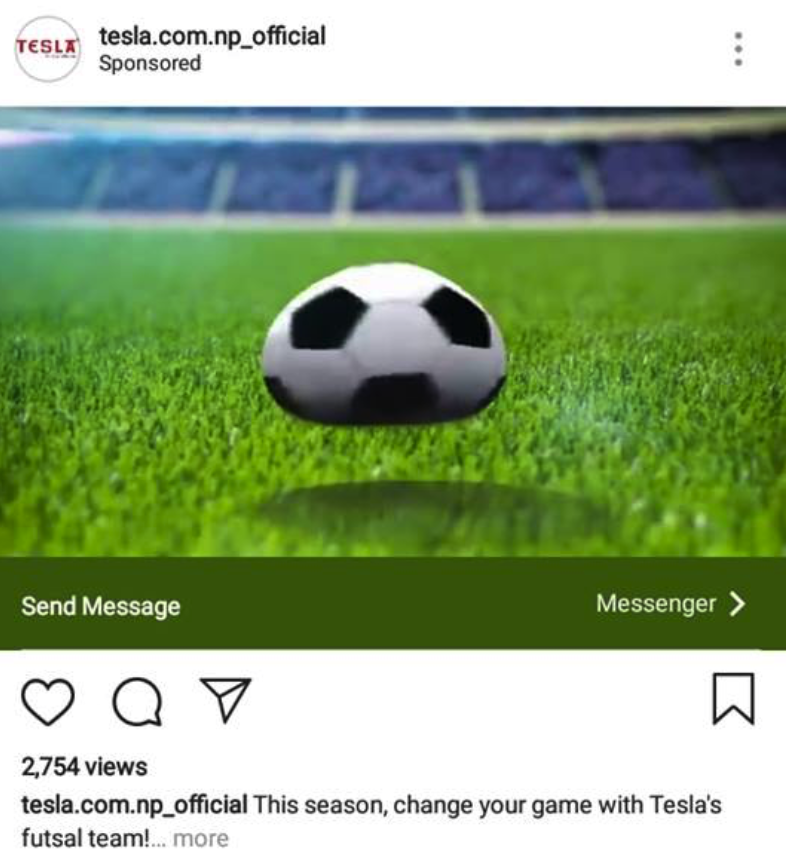 TESLA
tesla.com.np_official
Sponsored
Send Message
Messenger
2,754 views
tesla.com.np_official This season, change your game with Tesla's
futsal team!... more